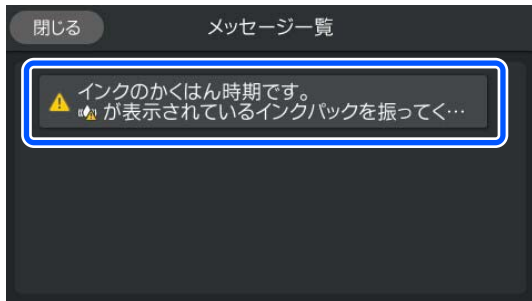 閉じる
メッセージ一覧
インクのかくはん時期です。
が表示されているインクパックを振ってく…